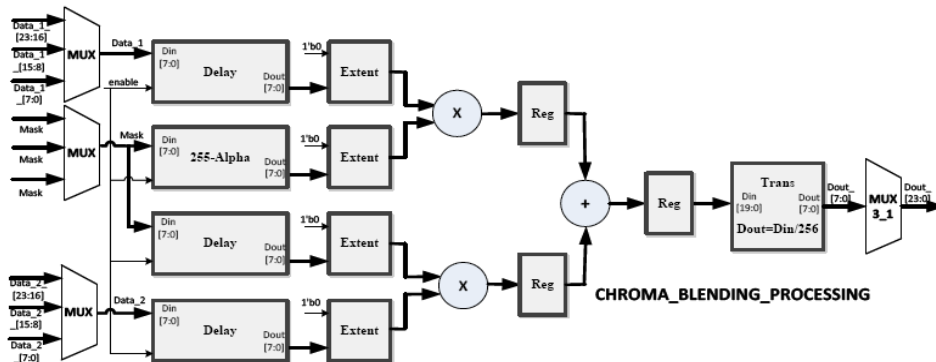 Data_1_
[23:16]
Data_1
_[15:8]
Data_1
_[7:0]
MUX
Data_1
enable
Din
[7:0]
Delay
Dout
[7:0]
1'b0
Extent
X
Reg
Mask
Mask
Mask
MUX
Mask
Din
[7:0]
255-Alpha
Dout
[7:0]
1'b0
Extent
Din
[7:0]
Delay
Dout
[7:0]
1'b0
Extent
X
Reg
+
Reg
Trans
Din
[19:0]
Dout
[7:0]
Dout=Din/256
Dout_
[7:0]
MUX
3_1
Dout_
[23:0]
Data_2_
[23:16]
Data_2
_[15:8]
Data_2
_[7:0]
MUX
Data_2
Din
[7:0]
Delay
Dout
[7:0]
1'b0
Extent
CHROMA_BLENDING_PROCESSING